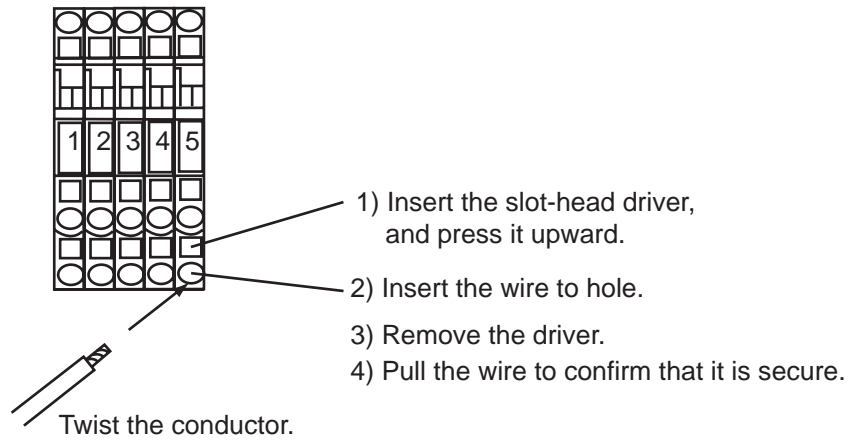 1 2 3 4 5
1) Insert the slot-head driver,
and press it upward.
2) Insert the wire to hole.
3) Remove the driver.
4) Pull the wire to confirm that it is secure.
Twist the conductor.